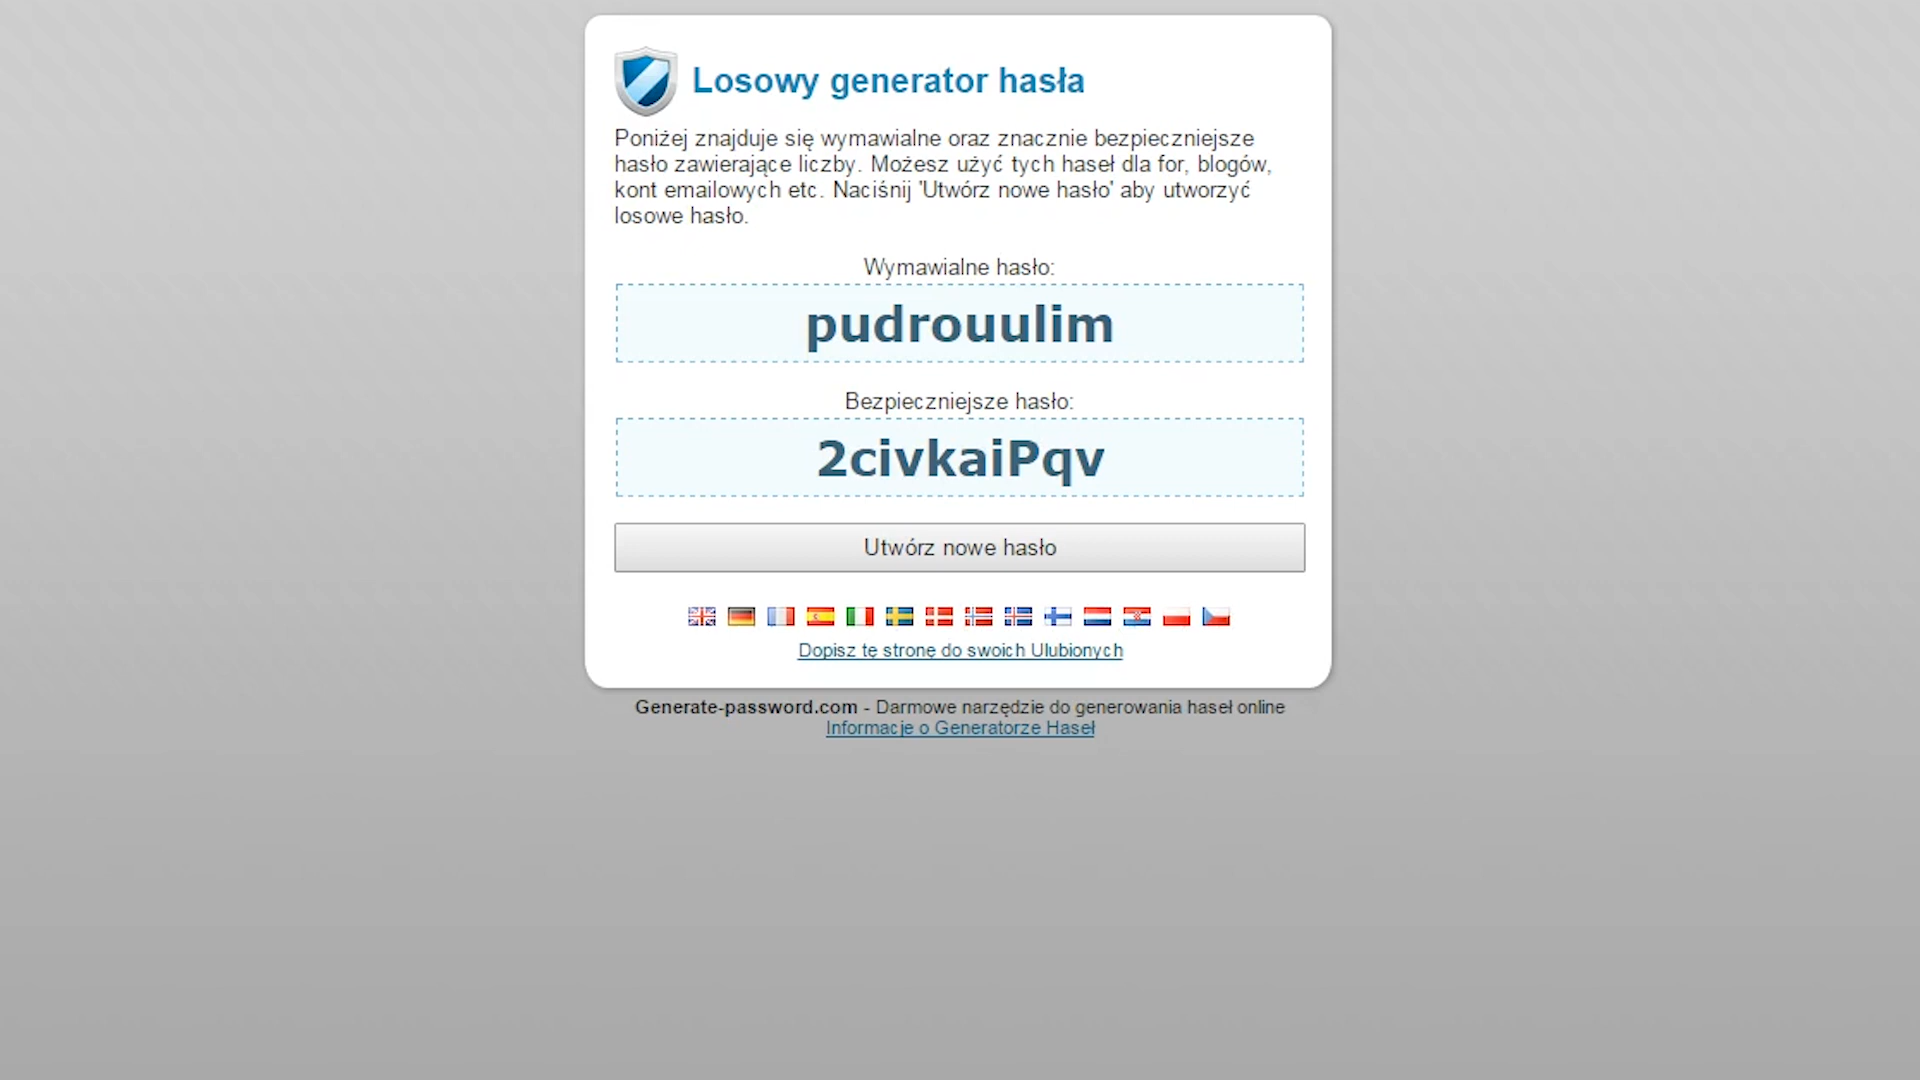 Losowy generator hasła
Poniżej znajduje się wymawialne oraz znacznie bezpieczniejsze
hasło zawierające liczby. Możesz użyć tych haseł dla for, blogów,
kont emailowych etc. Naciśnij 'Utwórz nowe hasło' aby utworzyć
losowe hasło.
Wymawialne hasło:
pudrouulim
Bezpieczniejsze hasło:
2civkaiPqv
Utwórz nowe hasło
Dopisz tę stronę do swoich Ulubionych
Generate-password.com - Darmowe narzędzie do generowania haseł online
Informacje o Generatorze Haseł